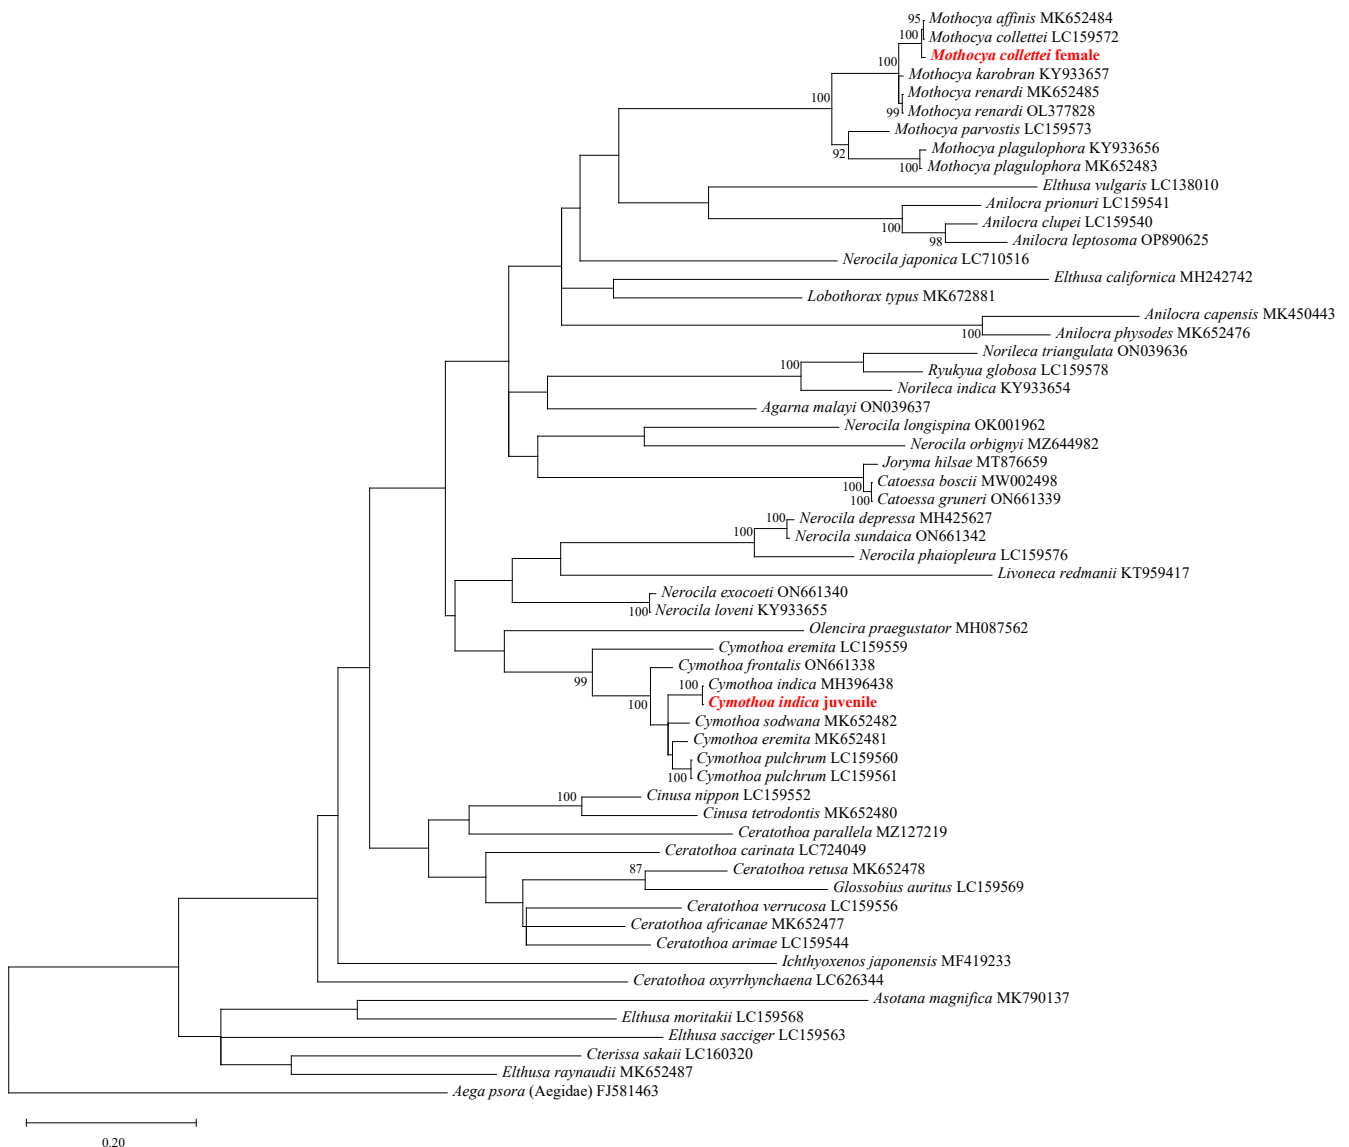 95 Mothocya affinis MK652484
100 Mothocya collettei LC159572
Mothocya collettei female
100
Mothocya karobran KY933657
Mothocya renardi MK652485
100
99 Mothocya renardi OL377828
Mothocya parvostis LC159573
92 Mothocya plagulophora KY933656
100 Mothocya plagulophora MK652483
Elthusa vulgaris LC138010
Anilocra prionuri LC159541
100 Anilocra clupei LC159540
98 Anilocra leptosoma OP890625
Nerocila japonica LC710516
Elthusa californica MH242742
Lobothorax typus MK672881
Anilocra capensis MK450443
100 Anilocra physodes MK652476
Norileca triangulata ON039636
100 Ryukyua globosa LC159578
Norileca indica KY933654
Agarna malayi ON039637
Nerocila longispina OK001962
Nerocila orbignyi MZ644982
Joryma hilsae MT876659
100 Catoessa boscii MW002498
100 Catoessa gruneri ON661339
100 Nerocila depressa MH425627
100 Nerocila sundaica ON661342
Nerocila phaiopleura LC159576
Livoneca redmanii KT959417
Nerocila exocoeti ON661340
100 Nerocila loveni KY933655
Olencira praegustator MH087562
Cymothoa eremita LC159559
Cymothoa frontalis ON661338
99
100 Cymothoa indica MH396438
100 Cymothoa indica juvenile
Cymothoa sodwana MK652482
Cymothoa eremita MK652481
Cymothoa pulchrum LC159560
100 Cymothoa pulchrum LC159561
100 Cinusa nippon LC159552
Cinusa tetrodontis MK652480
Ceratothoa parallela MZ127219
Ceratothoa carinata LC724049
87 Ceratothoa retusa MK652478
Glossobius auritus LC159569
Ceratothoa verrucosa LC159556
Ceratothoa africanae MK652477
Ceratothoa arimae LC159544
Ichthyoxenos japonensis MF419233
Ceratothoa oxyrrhynchaena LC626344
Asotana magnifica MK790137
Elthusa moritakii LC159568
Elthusa sacciger LC159563
Cterissa sakaii LC160320
Elthusa raynaudii MK652487
Aega psora (Aegidae) FJ581463
0.20